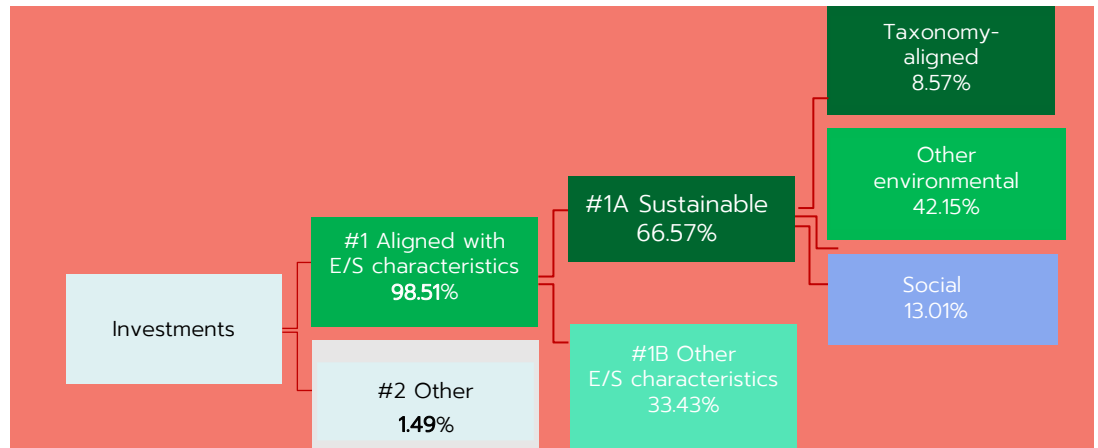 Taxonomy-
aligned
8.57%
Other
environmental
42.15%
#1A Sustainable
66.57%
#1 Aligned with
E/S characteristics
98.51%
Social
13.01%
Investments
#1B Other
E/S characteristics
33.43%
#2 Other
1.49%